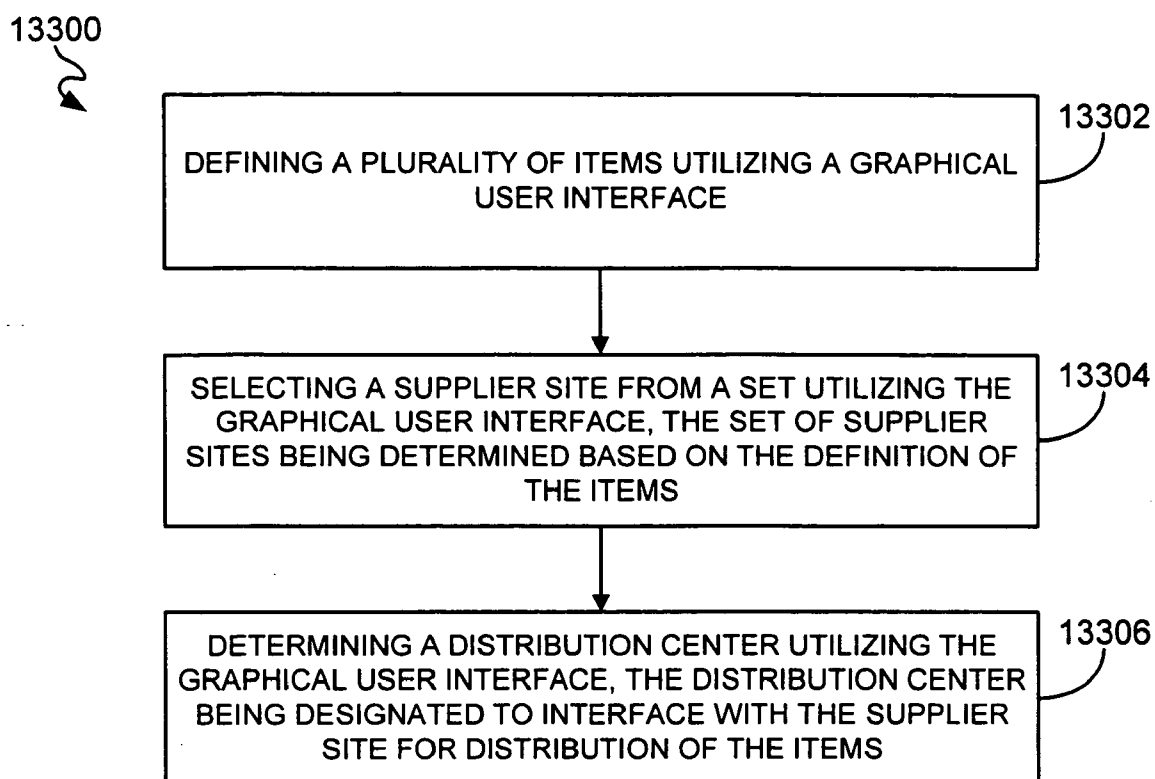 13300
13302
DEFINING A PLURALITY OF ITEMS UTILIZING A GRAPHICAL
USER INTERFACE
13304
SELECTING A SUPPLIER SITE FROM A SET UTILIZING THE
GRAPHICAL USER INTERFACE, THE SET OF SUPPLIER
SITES BEING DETERMINED BASED ON THE DEFINITION OF
THE ITEMS
13306
DETERMINING A DISTRIBUTION CENTER UTILIZING THE
GRAPHICAL USER INTERFACE, THE DISTRIBUTION CENTER
BEING DESIGNATED TO INTERFACE WITH THE SUPPLIER
SITE FOR DISTRIBUTION OF THE ITEMS